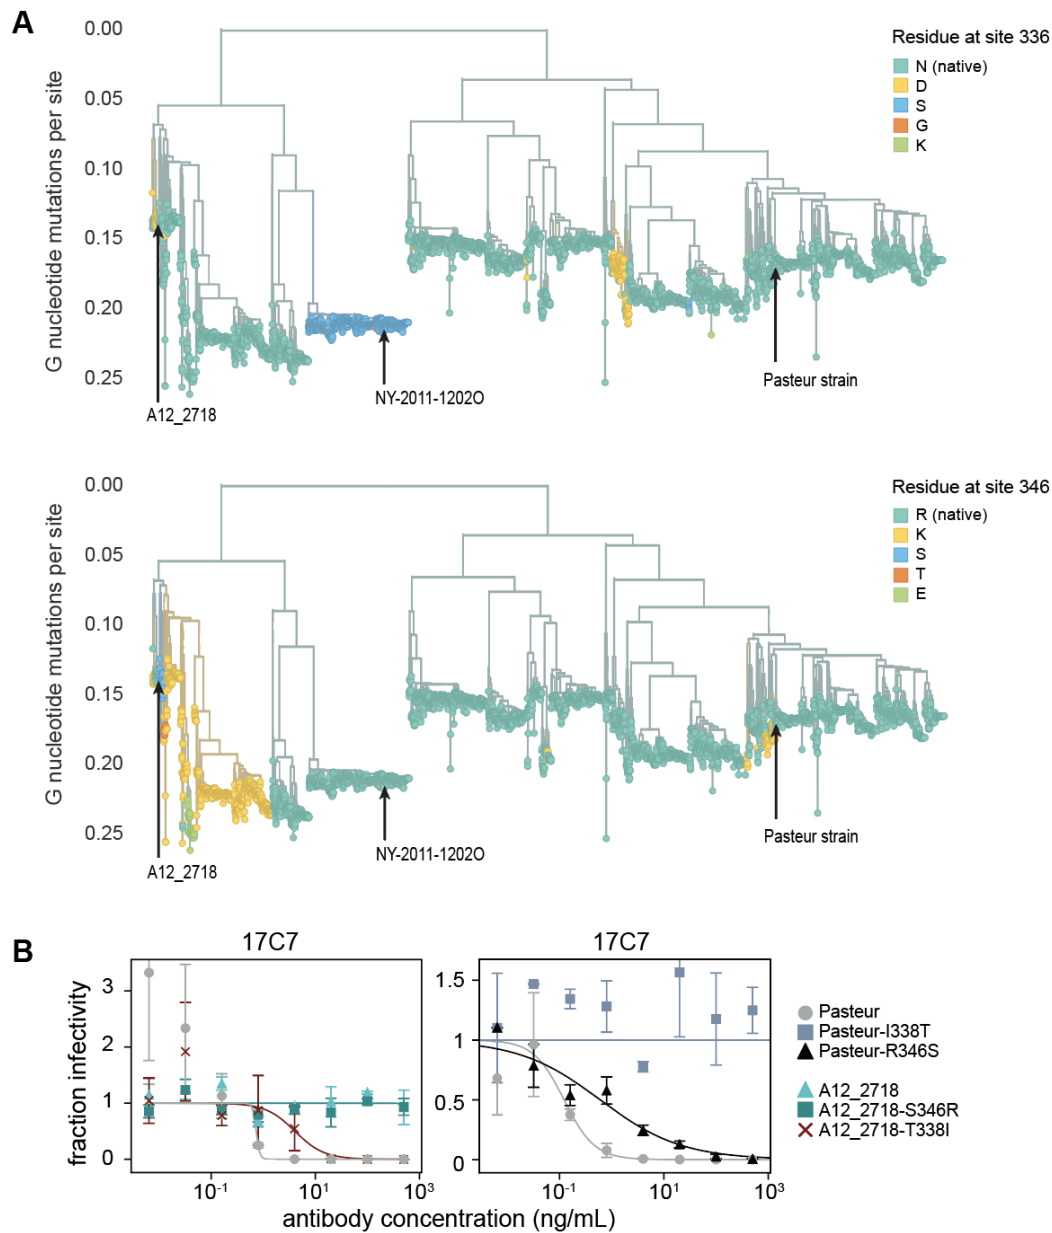 A
G nucleotide mutations per site
0.00
0.05
0.10
0.15
0.20
0.25
Residue at site 336
N (native)
D
S
G
K
A12_2718
NY-2011-1202O
Pasteur strain
G nucleotide mutations per site
0.00
0.05
0.10
0.15
0.20
0.25
Residue at site 346
R (native)
K
S
T
E
A12_2718
NY-2011-1202O
Pasteur strain
B
17C7
17C7
fraction infectivity
3
2
1
0
1.5
1
0.5
0
10-1
101
103
10-1
101
103
antibody concentration (ng/mL)
Pasteur
Pasteur-I338T
Pasteur-R346S
A12_2718
A12_2718-S346R
A12_2718-T338I